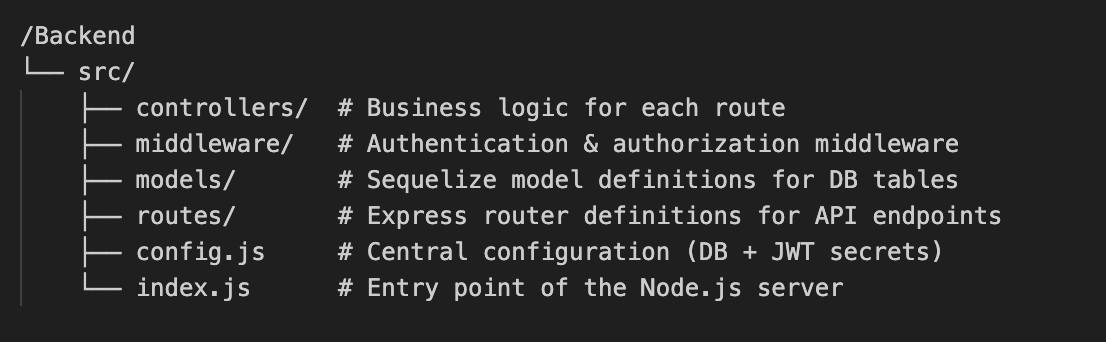 /Backend
└── src/
    ├── controllers/  # Business logic for each route
    ├── middleware/   # Authentication & authorization middleware
    ├── models/       # Sequelize model definitions for DB tables
    ├── routes/       # Express router definitions for API endpoints
    ├── config.js     # Central configuration (DB + JWT secrets)
    └── index.js      # Entry point of the Node.js server